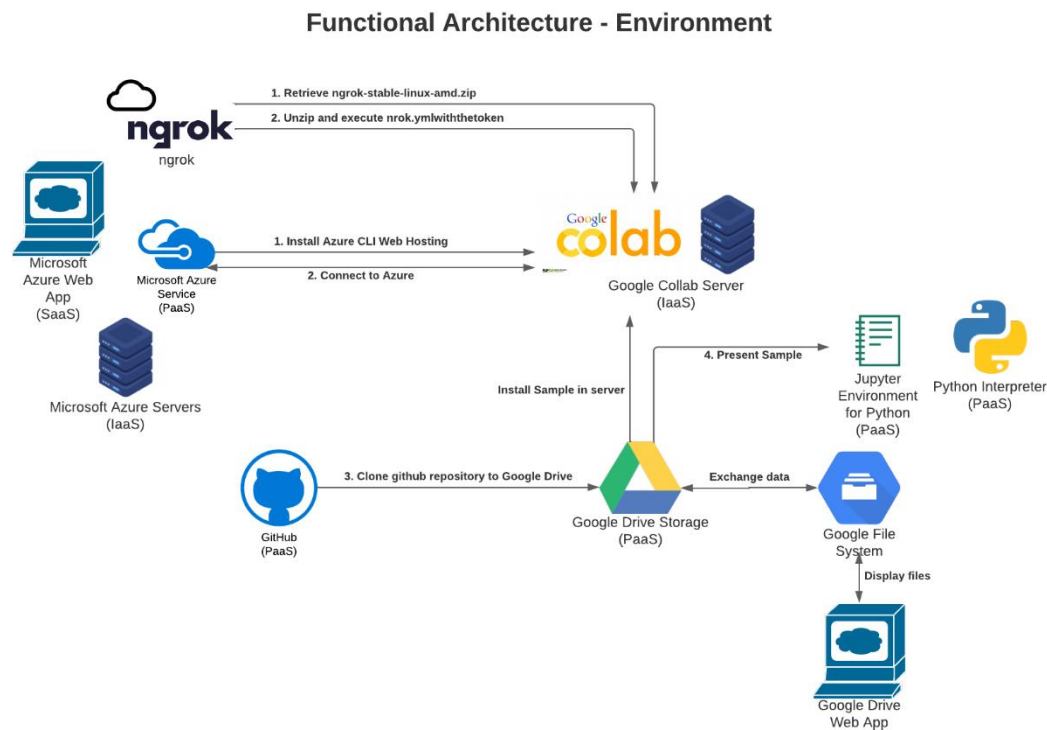 Functional Architecture - Environment
1. Retrieve ngrok-stable-linux-amd.zip
2. Unzip and execute nrok.ymlwiththetoken
ngrok
ngrok
Microsoft
Azure Web
App
(SaaS)
Microsoft Azure
Service
(PaaS)
1. Install Azure CLI Web Hosting
2. Connect to Azure
Google
colab
Google Collab Server
(IaaS)
Microsoft Azure Servers
(IaaS)
Install Sample in server
4. Present Sample
Jupyter
Environment
for Python
(PaaS)
Python Interpreter
(PaaS)
GitHub
(PaaS)
3. Clone github repository to Google Drive
Google Drive Storage
(PaaS)
Exchange data
Google File
System
Display files
Google Drive
Web App